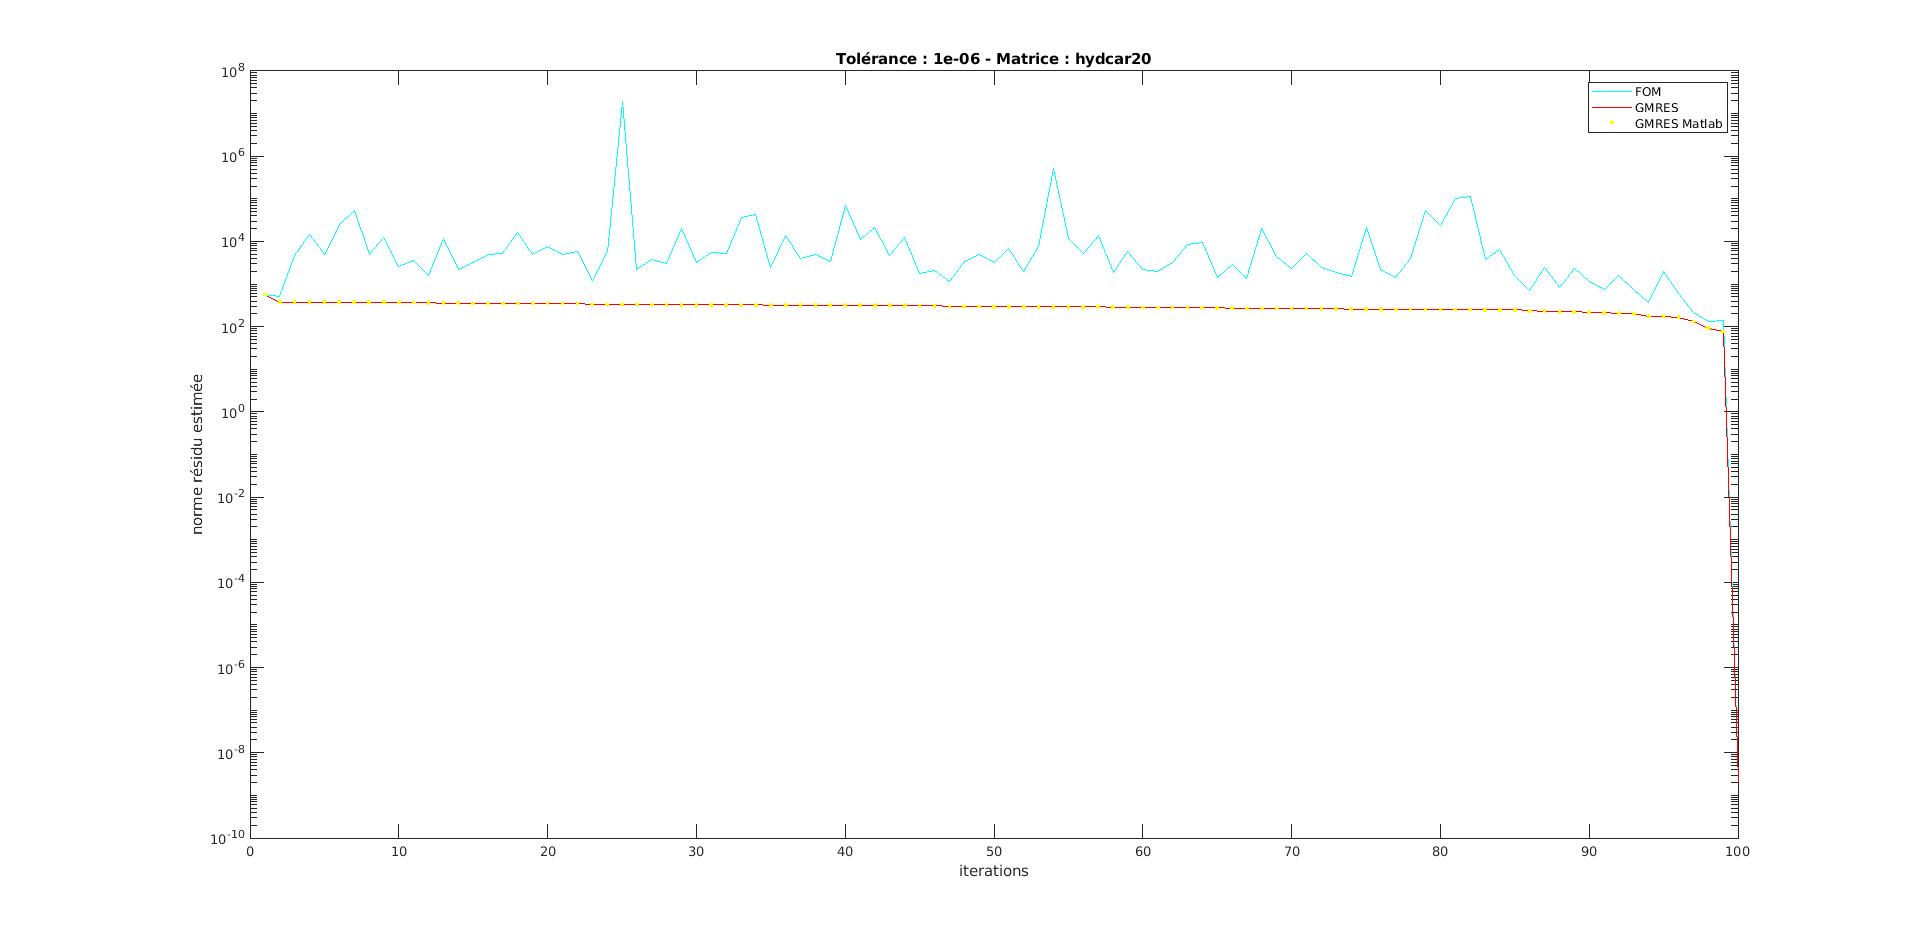 Tolérance : 1e-06 - Matrice : hydcar20
FOM
GMRES
GMRES Matlab
norme résidu estimée
10^8
10^6
10^4
10^2
10^0
10^-2
10^-4
10^-6
10^-8
10^-10
0 10 20 30 40 50 60 70 80 90 100
iterations